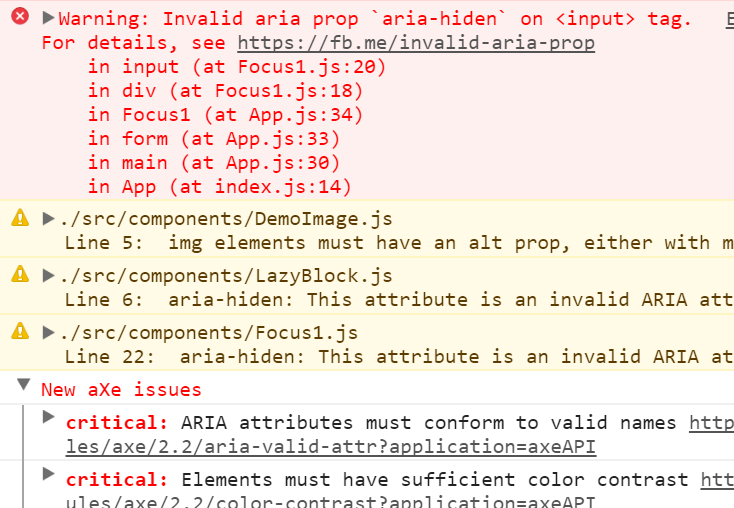 Warning: Invalid aria prop `aria-hiden` on <input> tag.
For details, see https://fb.me/invalid-aria-prop
in input (at Focus1.js:20)
in div (at Focus1.js:18)
in Focus1 (at App.js:34)
in form (at App.js:33)
in main (at App.js:30)
in App (at index.js:14)
./src/components/DemoImage.js
Line 5: img elements must have an alt prop, either with m
./src/components/LazyBlock.js
Line 6: aria-hiden: This attribute is an invalid ARIA att
./src/components/Focus1.js
Line 22: aria-hiden: This attribute is an invalid ARIA at
New aXe issues
critical: ARIA attributes must conform to valid names http
les/axe/2.2/aria-valid-attr?application=axeAPI
critical: Elements must have sufficient color contrast htt
ules/axe/2.2/color-contrast?application=axeAPI